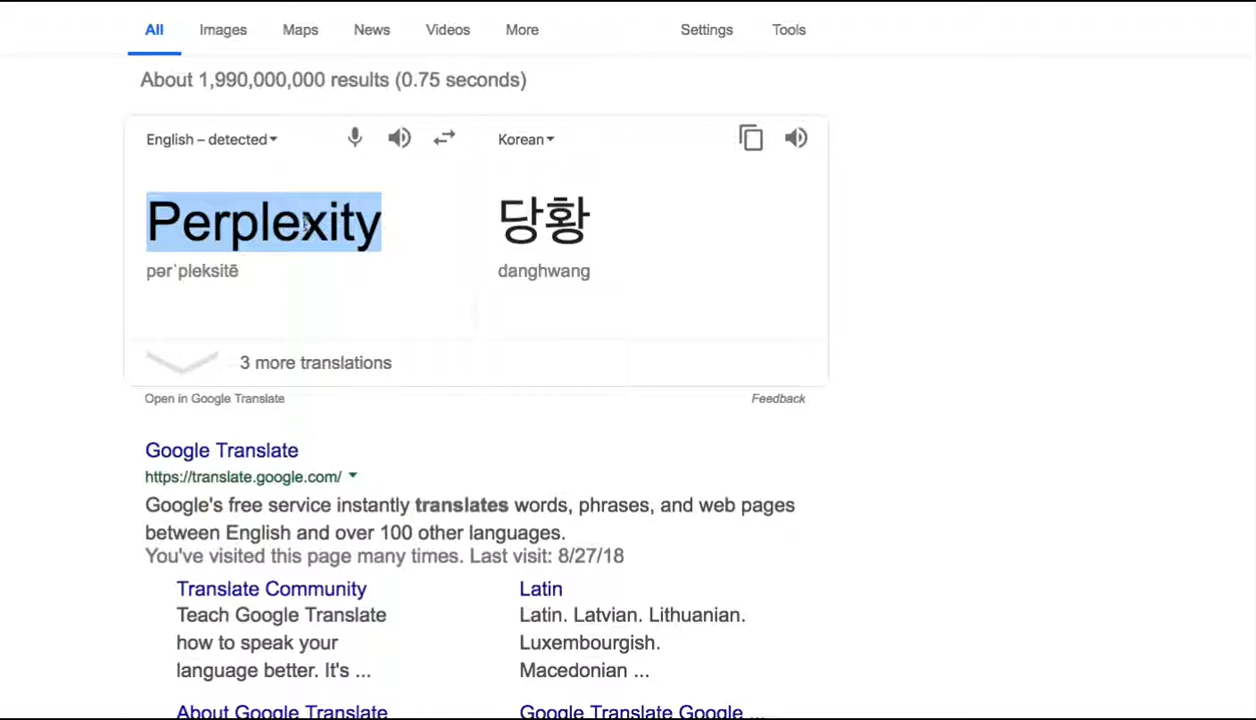 All Images Maps News Videos More Settings Tools
About 1,990,000,000 results (0.75 seconds)
English – detected Korean
Perplexity 당황
pərˈpleksitē danghwang
3 more translations
Open in Google Translate Feedback
Google Translate
https://translate.google.com/
Google's free service instantly translates words, phrases, and web pages
between English and over 100 other languages.
You've visited this page many times. Last visit: 8/27/18
Translate Community Latin
Teach Google Translate Latin. Latvian. Lithuanian.
how to speak your Luxembourgish.
language better. It's ... Macedonian ...
About Google Translate Google Translate Google ...